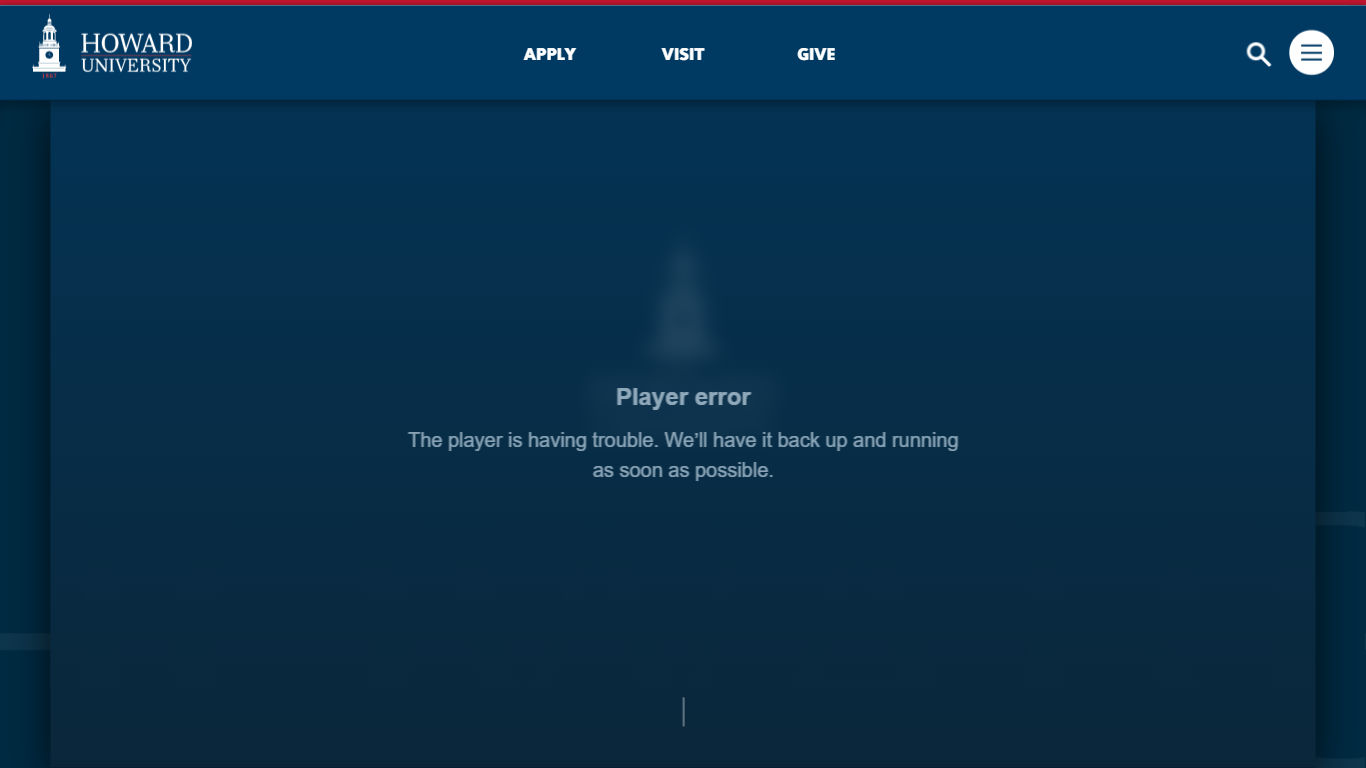 HOWARD
UNIVERSITY
1867
APPLY
VISIT
GIVE
Player error
The player is having trouble. We’ll have it back up and running
as soon as possible.